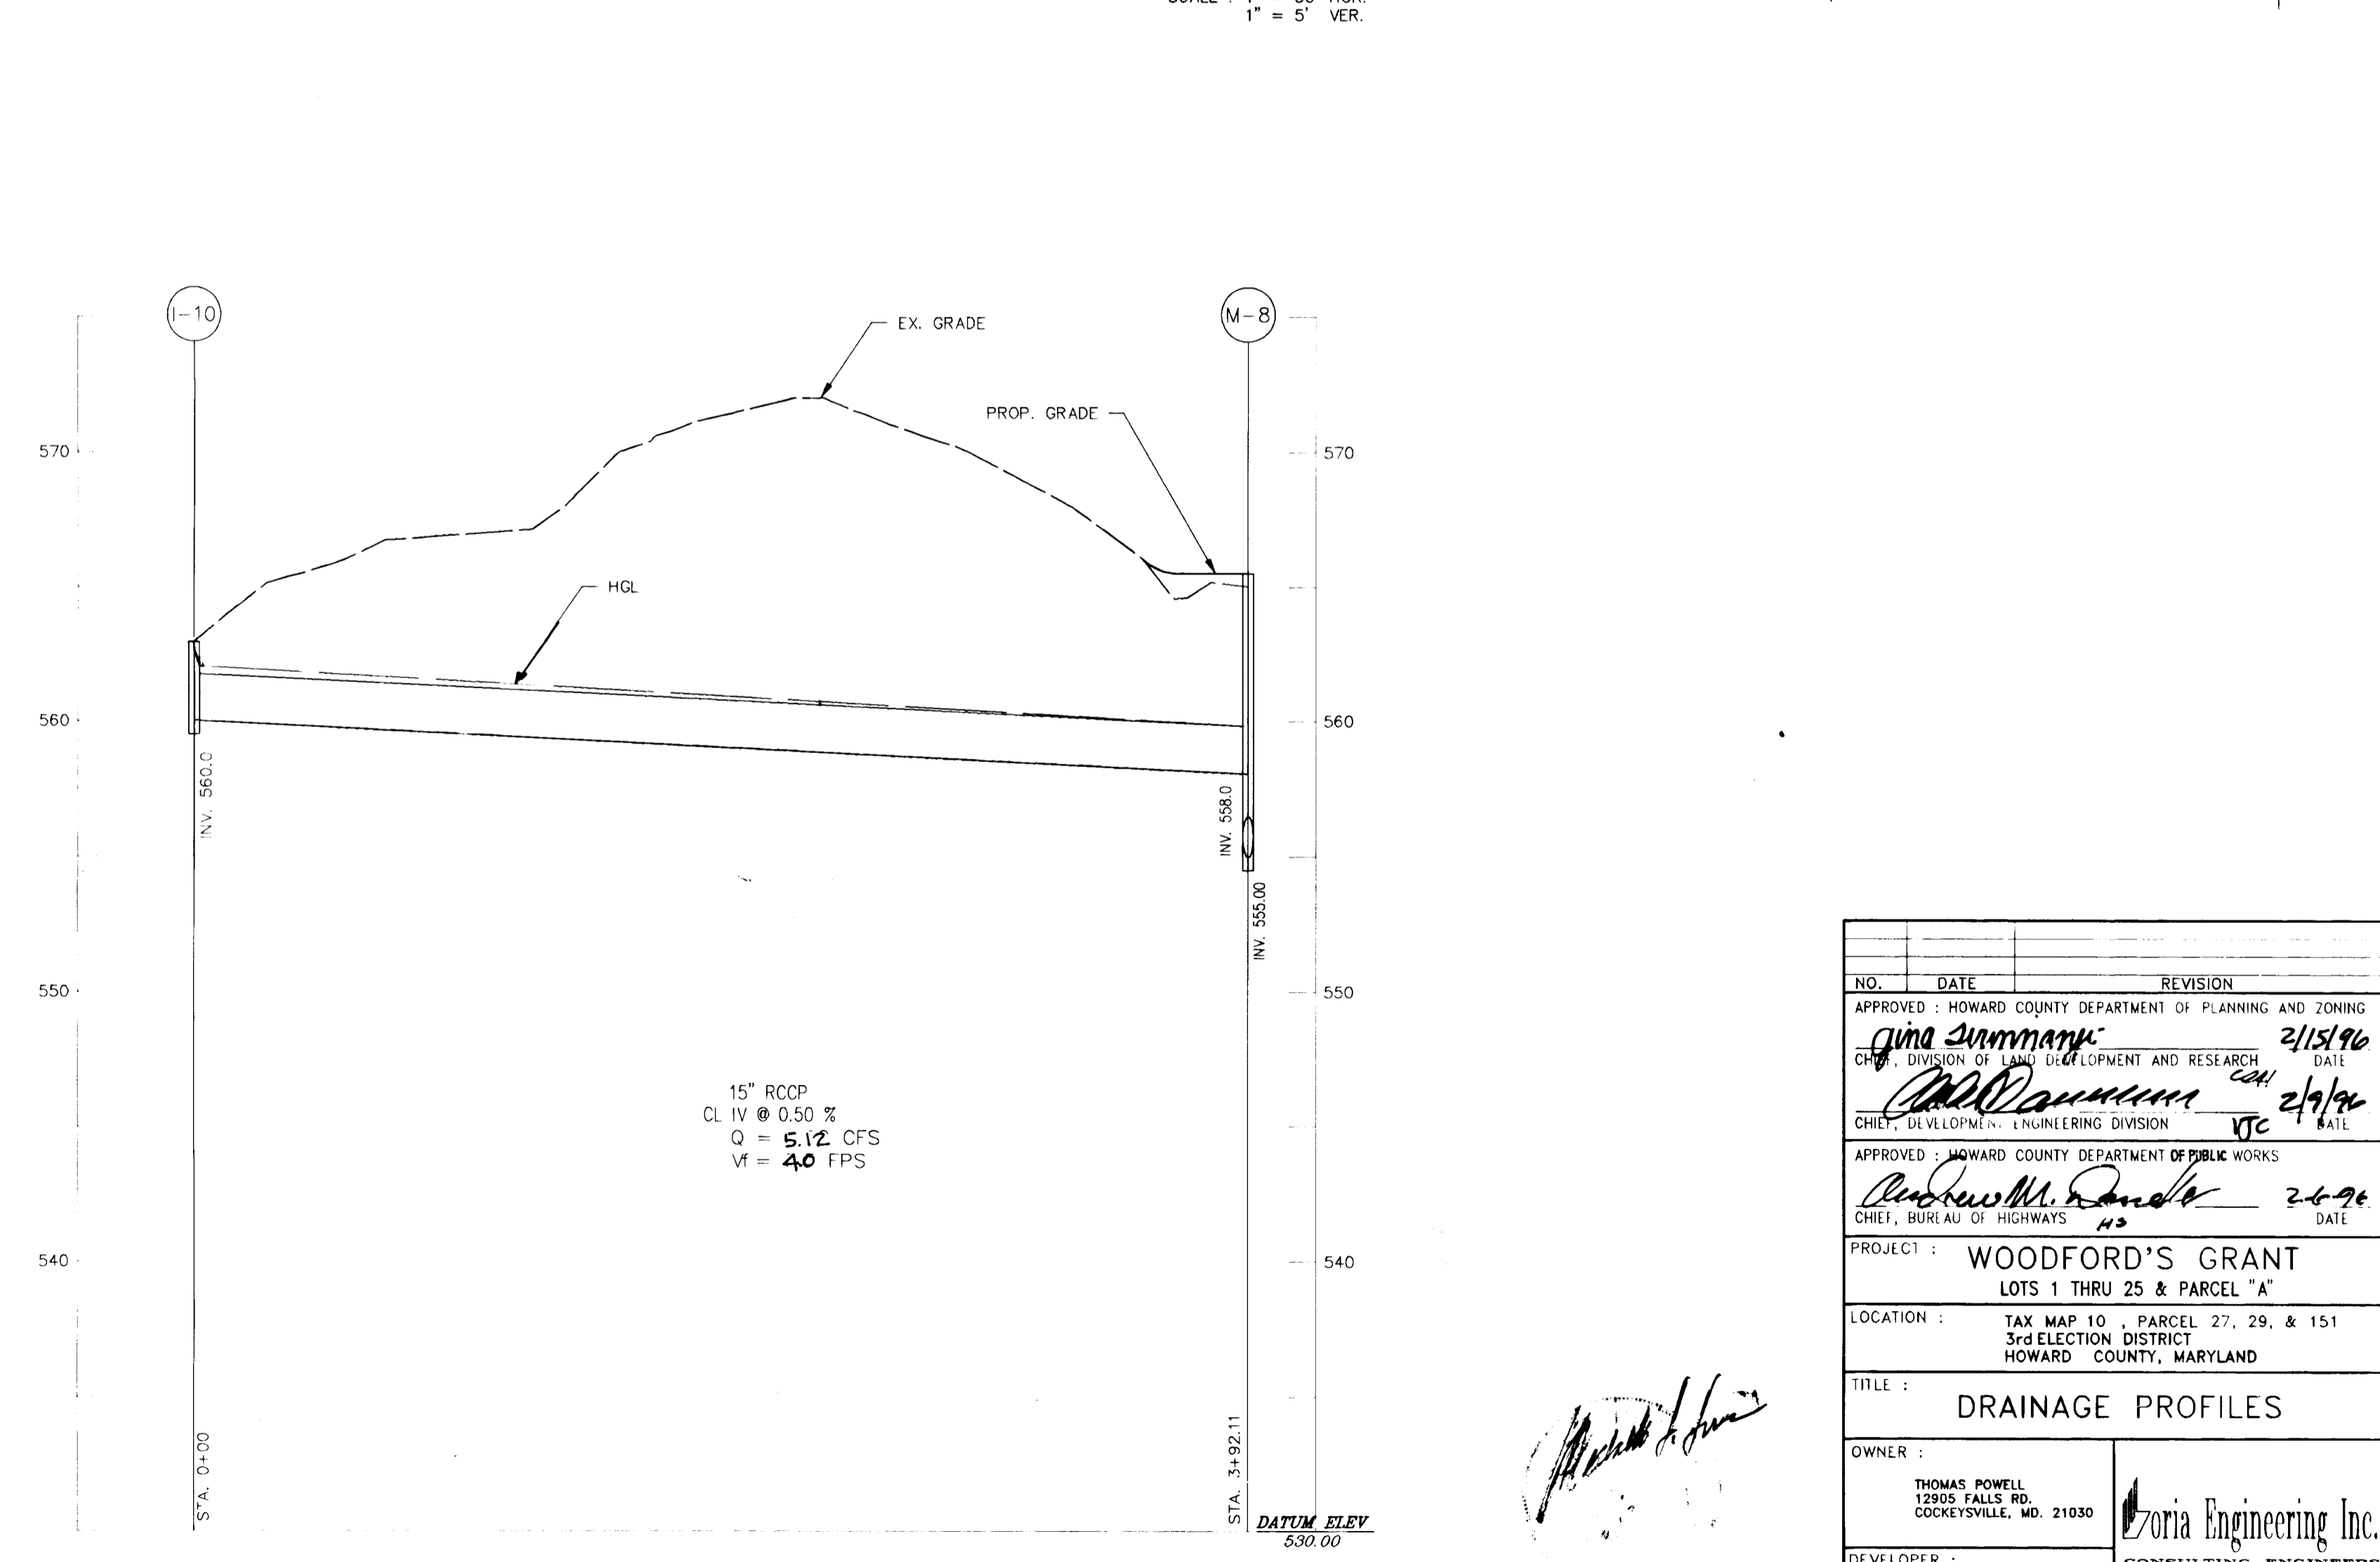 1" = 5' VER.
I-10
M-8
EX. GRADE
PROP. GRADE
570
570
HGL
560
560
INV. 560.0
INV. 558.0
INV. 555.00
550
550
15" RCCP
CL IV @ 0.50 %
Q = 5.12 CFS
Vf = 4.0 FPS
540
540
STA. 0+00
STA. 3+92.11
DATUM ELEV
530.00
NO. DATE REVISION
APPROVED : HOWARD COUNTY DEPARTMENT OF PLANNING AND ZONING
2/15/96
CHIEF, DIVISION OF LAND DEVELOPMENT AND RESEARCH DATE
2/9/96
CHIEF, DEVELOPMENT ENGINEERING DIVISION DATE
APPROVED : HOWARD COUNTY DEPARTMENT OF PUBLIC WORKS
2-6-96
CHIEF, BUREAU OF HIGHWAYS HS DATE
PROJECT : WOODFORD'S GRANT
LOTS 1 THRU 25 & PARCEL "A"
LOCATION : TAX MAP 10 , PARCEL 27, 29, & 151
3rd ELECTION DISTRICT
HOWARD COUNTY, MARYLAND
TITLE :
DRAINAGE PROFILES
OWNER :
THOMAS POWELL
12905 FALLS RD.
COCKEYSVILLE, MD. 21030
Engineering Inc.
DEVELOPER :